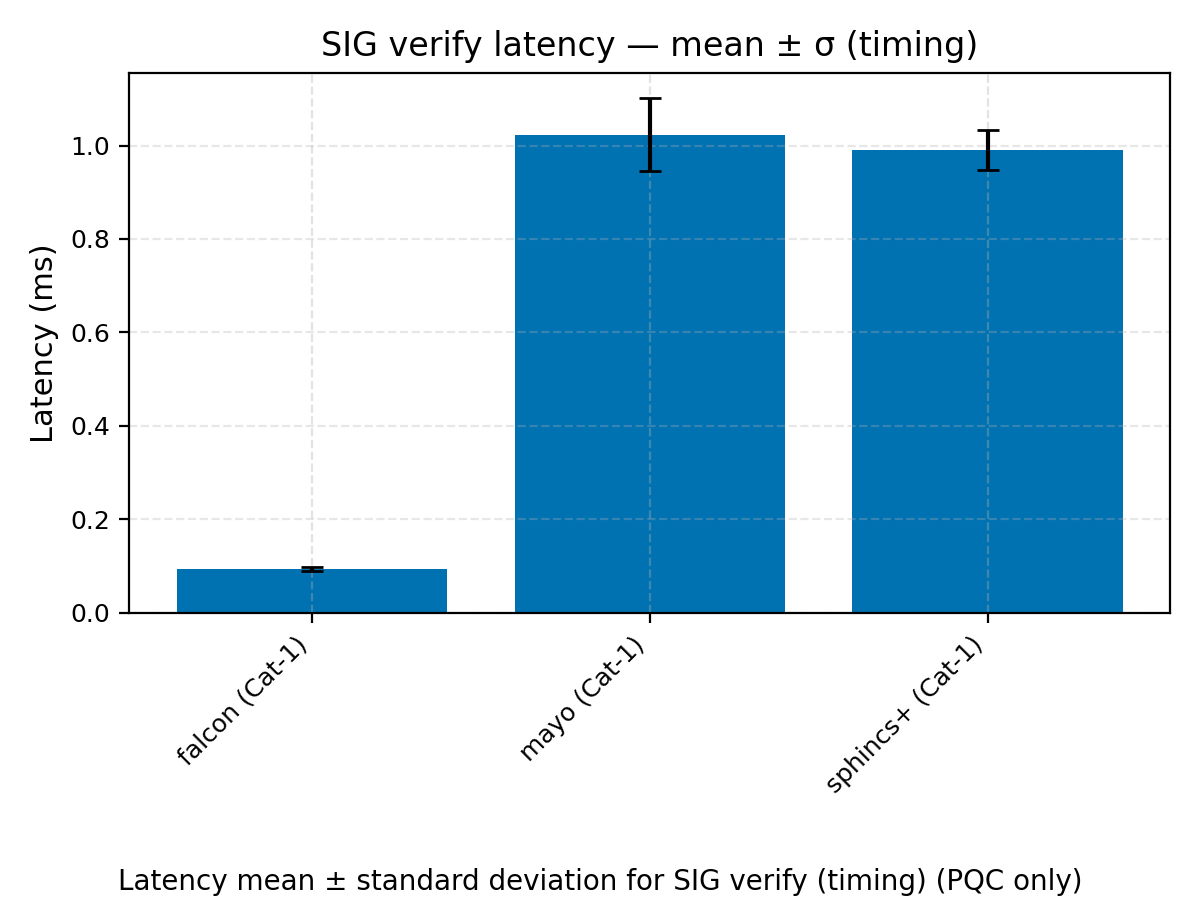 SIG verify latency — mean ± σ (timing)
Latency (ms)
1.0
0.8
0.6
0.4
0.2
0.0
falcon (Cat-1)
mayo (Cat-1)
sphincs+ (Cat-1)
Latency mean ± standard deviation for SIG verify (timing) (PQC only)